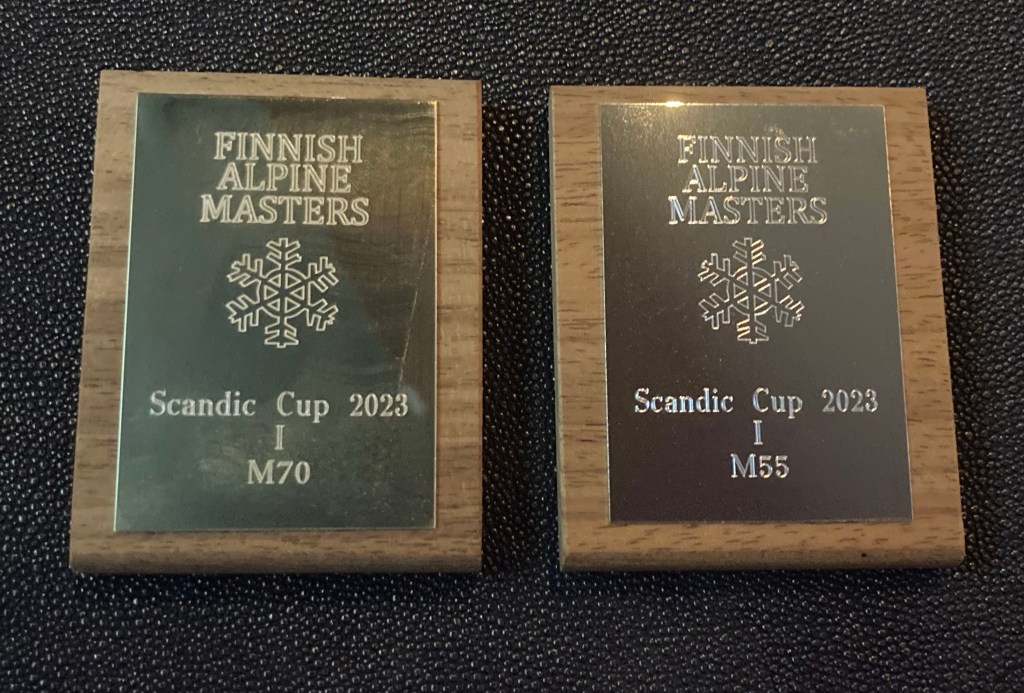 FINNISH
ALPINE
MASTERS
Scandic Cup 2023
I
M70
FINNISH
ALPINE
MASTERS
Scandic Cup 2023
I
M55